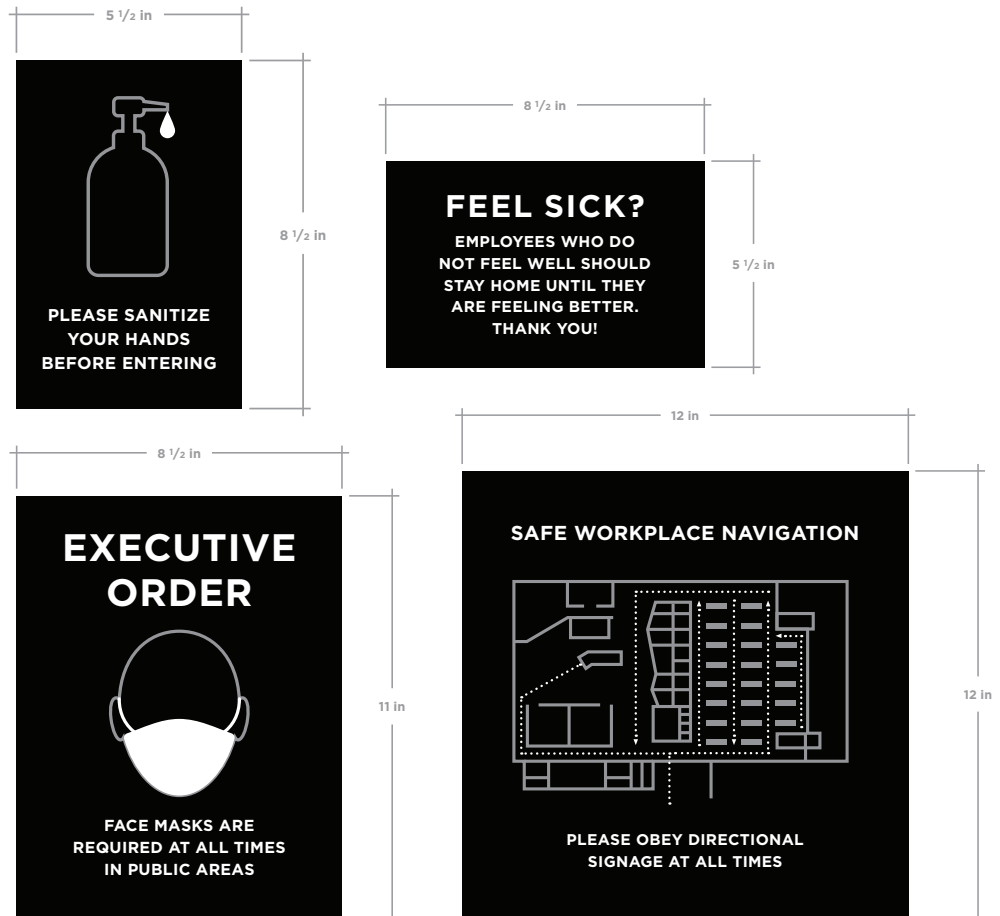 5 1/2 in
8 1/2 in
PLEASE SANITIZE
YOUR HANDS
BEFORE ENTERING
8 1/2 in
5 1/2 in
FEEL SICK?
EMPLOYEES WHO DO
NOT FEEL WELL SHOULD
STAY HOME UNTIL THEY
ARE FEELING BETTER.
THANK YOU!
8 1/2 in
11 in
EXECUTIVE
ORDER
FACE MASKS ARE
REQUIRED AT ALL TIMES
IN PUBLIC AREAS
12 in
12 in
SAFE WORKPLACE NAVIGATION
PLEASE OBEY DIRECTIONAL
SIGNAGE AT ALL TIMES